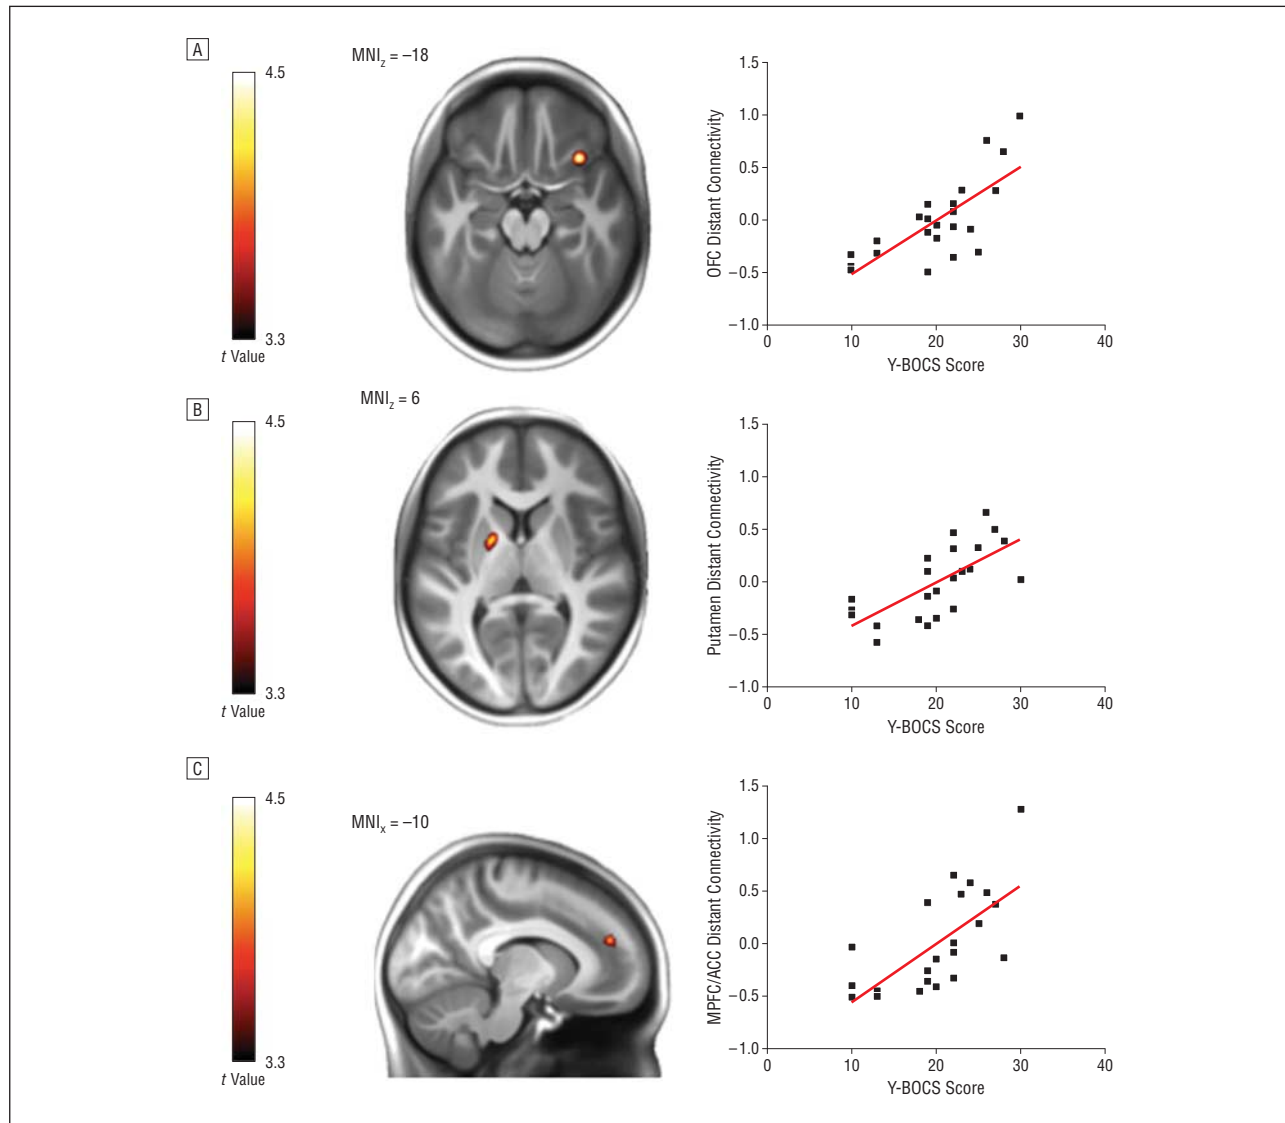 A
MNIz = –18
4.5
3.3
t Value
OFC Distant Connectivity
1.5
1.0
0.5
0.0
–0.5
–1.0
0 10 20 30 40
Y-BOCS Score
B
MNIz = 6
4.5
3.3
t Value
Putamen Distant Connectivity
1.5
1.0
0.5
0.0
–0.5
–1.0
0 10 20 30 40
Y-BOCS Score
C
MNIx = –10
4.5
3.3
t Value
MPFC/ACC Distant Connectivity
1.5
1.0
0.5
0.0
–0.5
–1.0
0 10 20 30 40
Y-BOCS Score